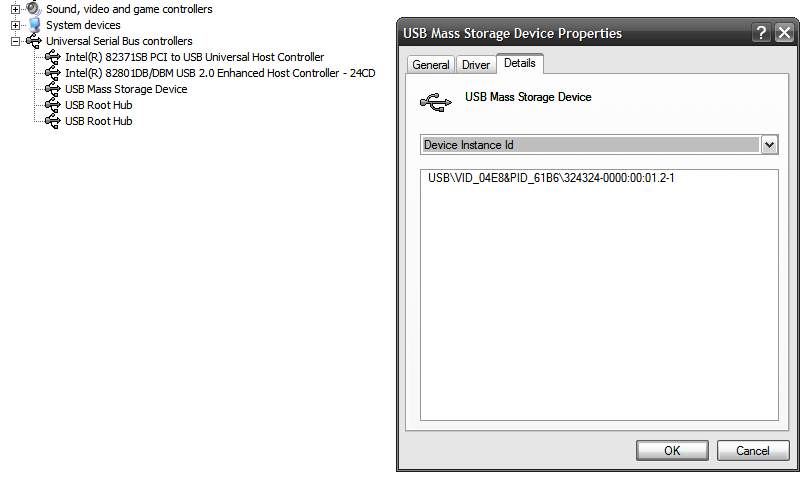 Sound, video and game controllers
System devices
Universal Serial Bus controllers
Intel(R) 82371SB PCI to USB Universal Host Controller
Intel(R) 82801DB/DBM USB 2.0 Enhanced Host Controller - 24CD
USB Mass Storage Device
USB Root Hub
USB Root Hub
USB Mass Storage Device Properties
General Driver Details
USB Mass Storage Device
Device Instance Id
USB\VID_04E8&PID_61B6\324324-0000:00:01.2-1
OK Cancel